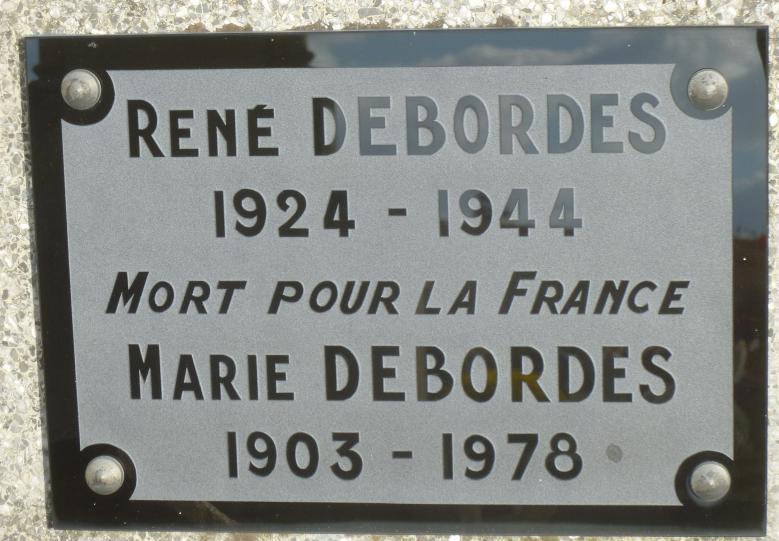 RENÉ DEBORDES
1924 - 1944
MORT POUR LA FRANCE
MARIE DEBORDES
1903 - 1978